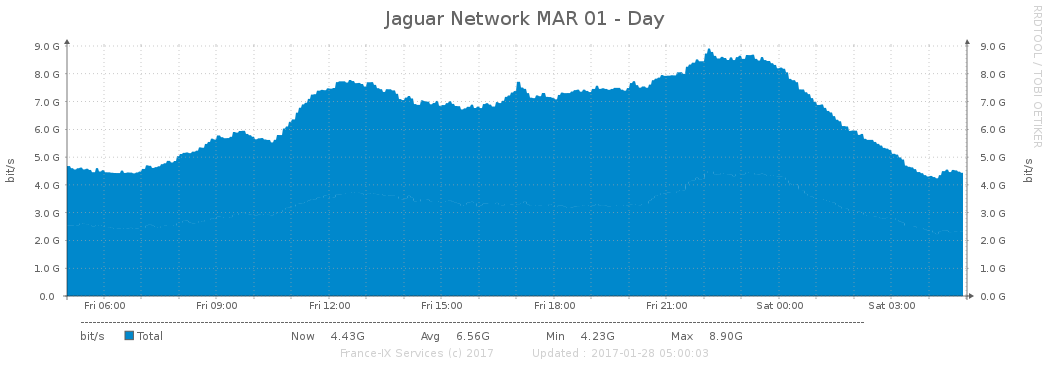 Jaguar Network MAR 01 - Day
RRDTOOL / TOBI OETIKER
9.0 G 9.0 G
8.0 G 8.0 G
7.0 G 7.0 G
6.0 G 6.0 G
5.0 G 5.0 G
bit/s bit/s
4.0 G 4.0 G
3.0 G 3.0 G
2.0 G 2.0 G
1.0 G 1.0 G
0.0 0.0 G
Fri 06:00 Fri 09:00 Fri 12:00 Fri 15:00 Fri 18:00 Fri 21:00 Sat 00:00 Sat 03:00
bit/s Total Now 4.43G Avg 6.56G Min 4.23G Max 8.90G
France-IX Services (c) 2017 Updated : 2017-01-28 05:00:03